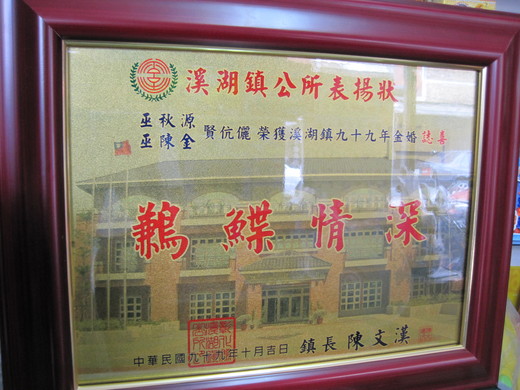 溪湖鎮公所表揚狀
巫秋源
巫陳金
賢伉儷 榮獲溪湖鎮九十九年金婚 誌喜
鶼鰈情深
中華民國九十九年十月吉日 鎮長 陳文漢